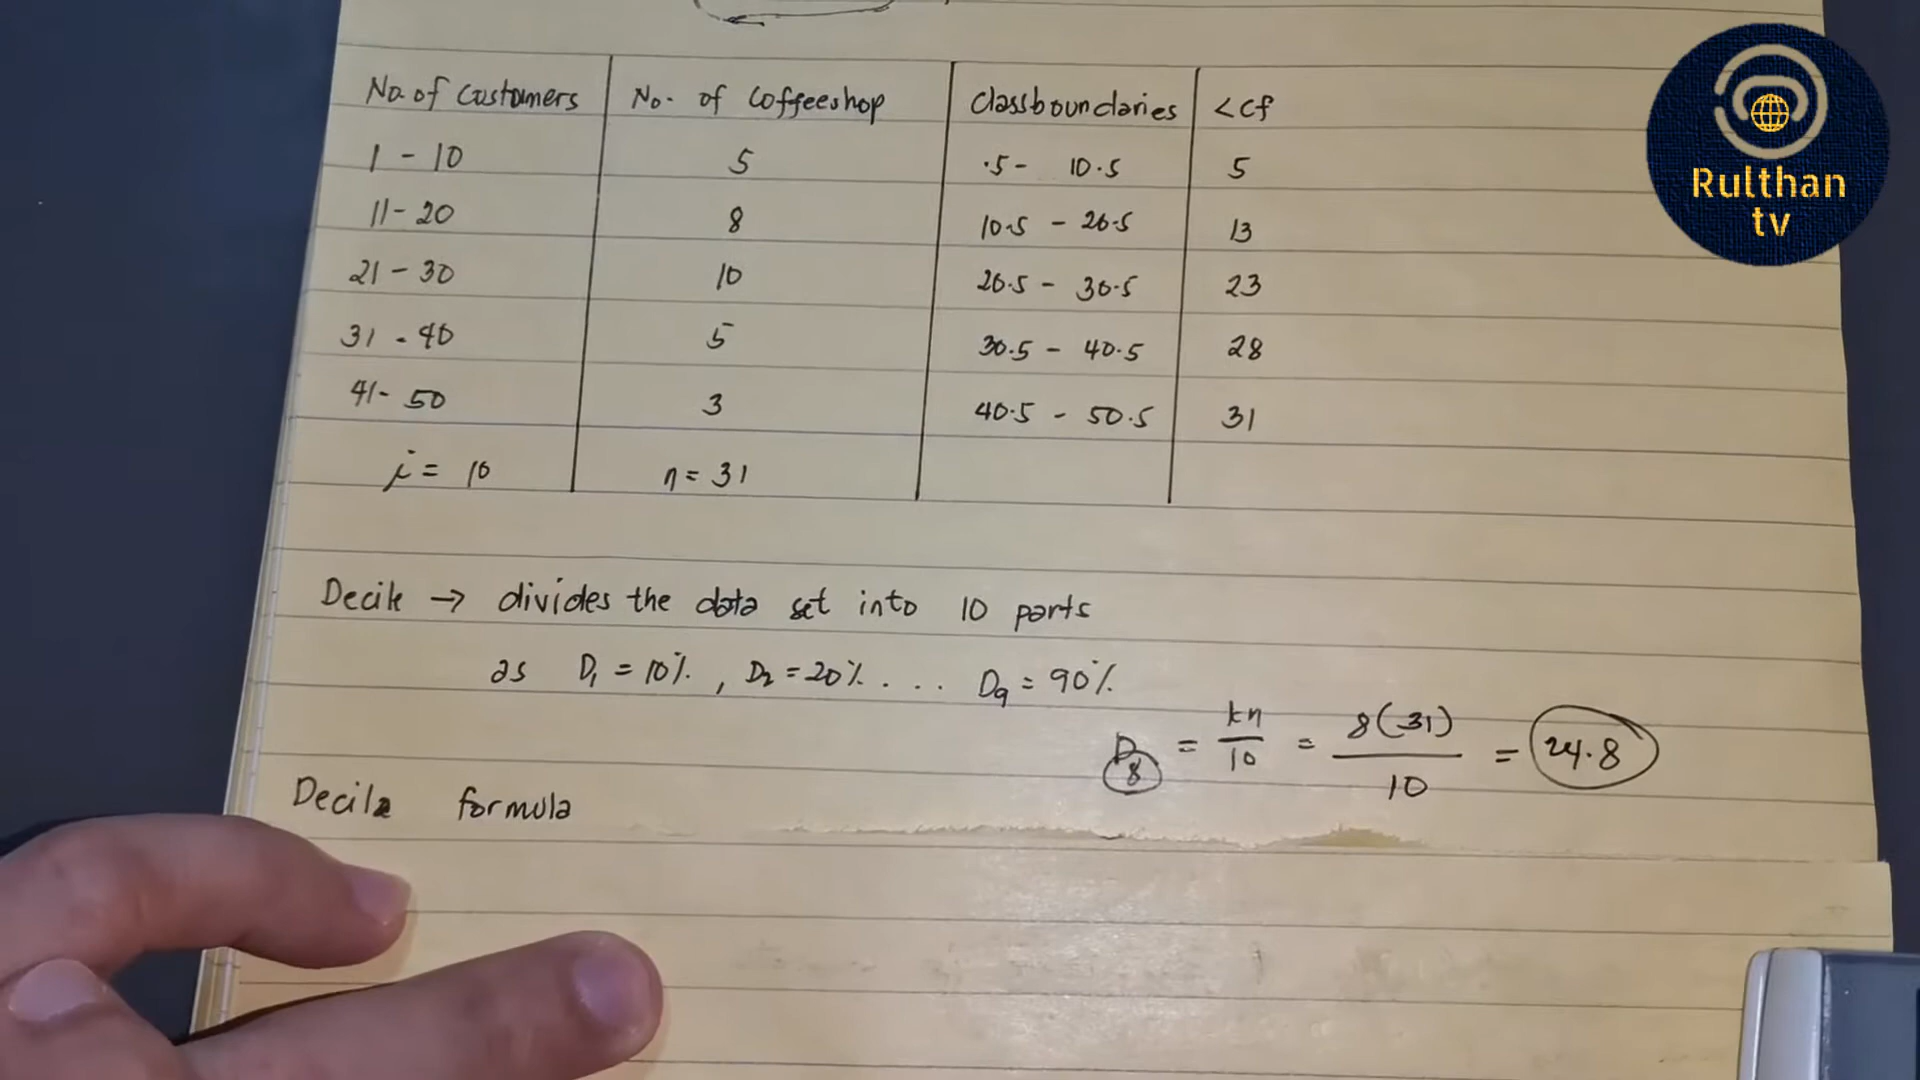 No. of Customers No. of Coffeeshop Classboundaries <cf
1 - 10 5 .5 - 10.5 5
11 - 20 8 10.5 - 20.5 13
21 - 30 10 20.5 - 30.5 23
31 - 40 5 30.5 - 40.5 28
41 - 50 3 40.5 - 50.5 31
i = 10 n = 31
Decile → divides the data set into 10 parts
as D1 = 10%, D2 = 20% .... D9 = 90%
D8 = kn/10 = 8(31)/10 = 24.8
Decile formula
Rulthan
tv